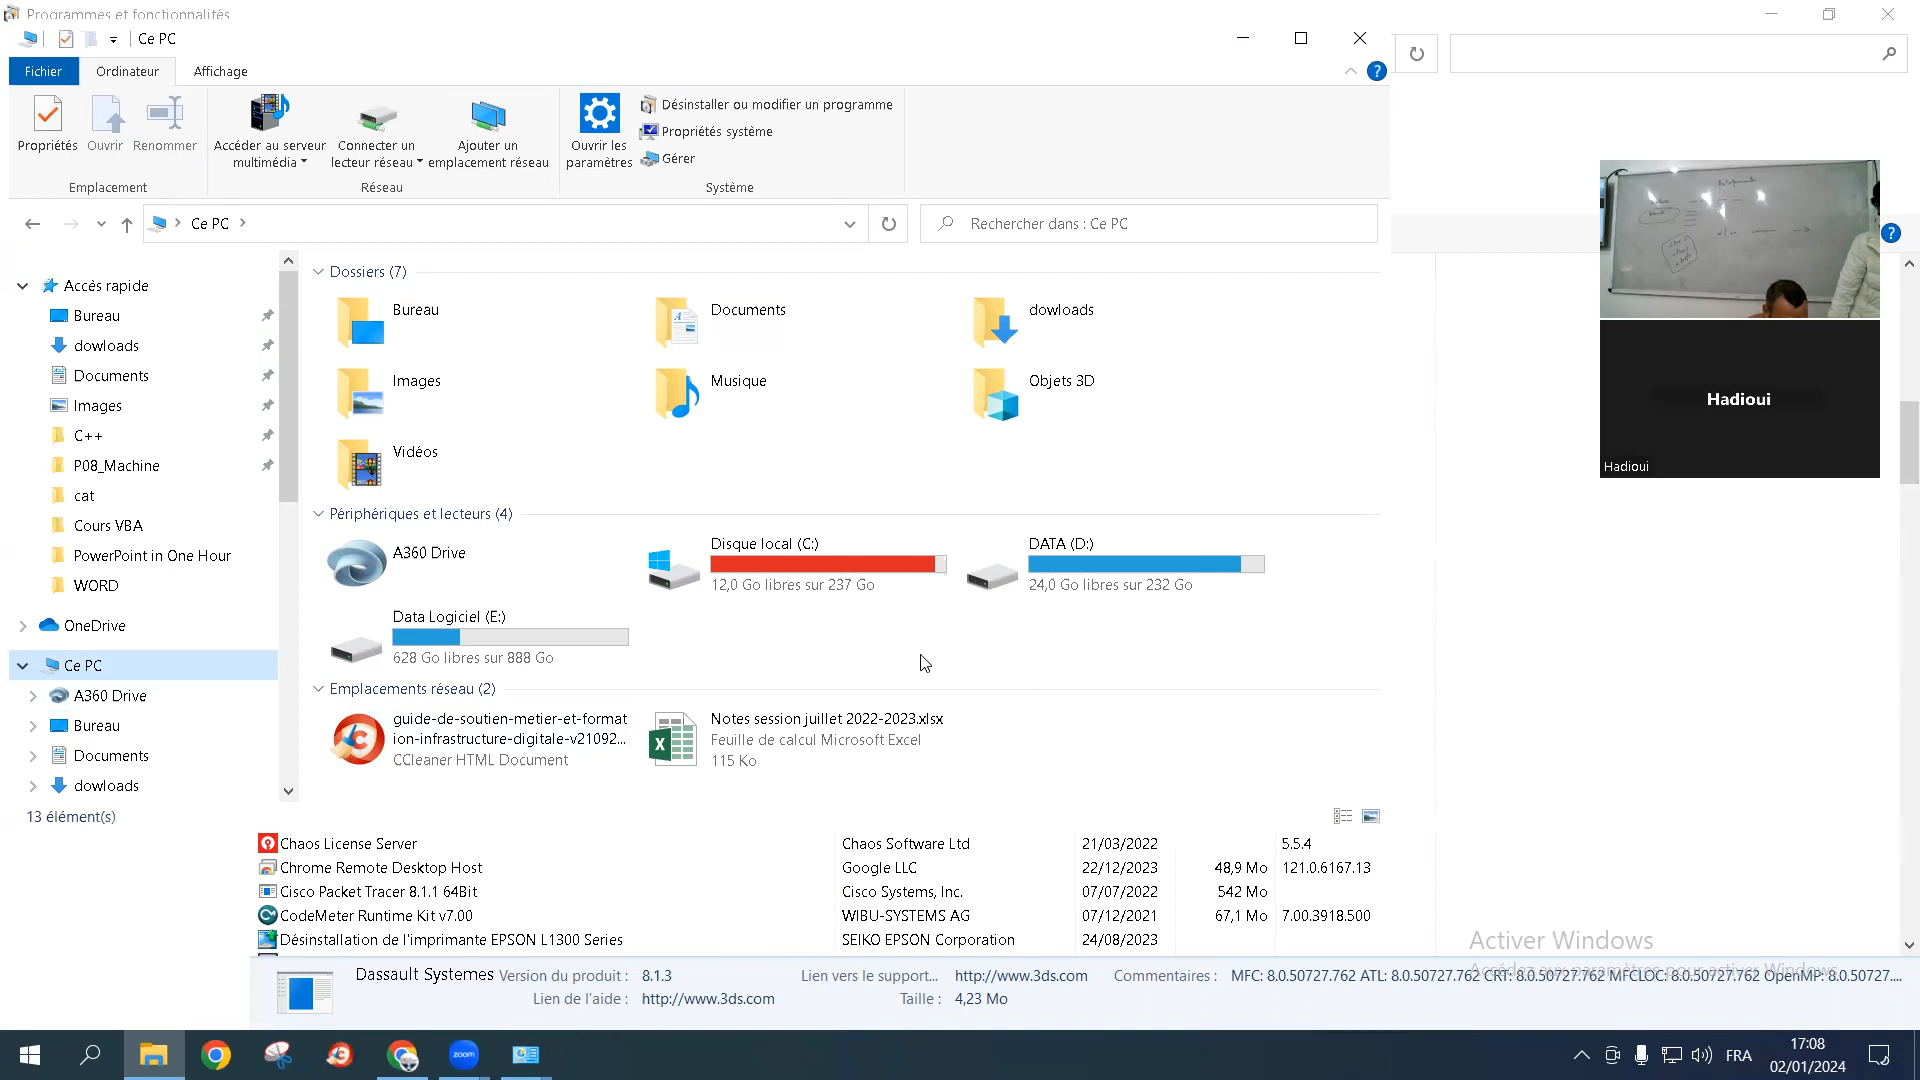 Programmes et fonctionnalités
Ce PC
Fichier
Ordinateur
Affichage
Propriétés
Ouvrir
Renommer
Emplacement
Accéder au serveur
multimédia
Connecter un
lecteur réseau
Ajouter un
emplacement réseau
Réseau
Ouvrir les
paramètres
Désinstaller ou modifier un programme
Propriétés système
Gérer
Système
Ce PC
Rechercher dans : Ce PC
Accès rapide
Bureau
dowloads
Documents
Images
C++
P08_Machine
cat
Cours VBA
PowerPoint in One Hour
WORD
OneDrive
Ce PC
A360 Drive
Bureau
Documents
dowloads
13 élément(s)
Dossiers (7)
Bureau
Documents
dowloads
Images
Musique
Objets 3D
Vidéos
Périphériques et lecteurs (4)
A360 Drive
Disque local (C:)
12,0 Go libres sur 237 Go
DATA (D:)
24,0 Go libres sur 232 Go
Data Logiciel (E:)
628 Go libres sur 888 Go
Emplacements réseau (2)
guide-de-soutien-metier-et-format
ion-infrastructure-digitale-v21092...
CCleaner HTML Document
Notes session juillet 2022-2023.xlsx
Feuille de calcul Microsoft Excel
115 Ko
Hadioui
Hadioui
Chaos License Server Chaos Software Ltd 21/03/2022 5.5.4
Chrome Remote Desktop Host Google LLC 22/12/2023 48,9 Mo 121.0.6167.13
Cisco Packet Tracer 8.1.1 64Bit Cisco Systems, Inc. 07/07/2022 542 Mo
CodeMeter Runtime Kit v7.00 WIBU-SYSTEMS AG 07/12/2021 67,1 Mo 7.00.3918.500
Désinstallation de l'imprimante EPSON L1300 Series SEIKO EPSON Corporation 24/08/2023
Activer Windows
Accédez aux paramètres pour activer Windows.
Dassault Systemes Version du produit : 8.1.3 Lien vers le support... http://www.3ds.com Commentaires : MFC: 8.0.50727.762 ATL: 8.0.50727.762 CRT: 8.0.50727.762 MFCLOC: 8.0.50727.762 OpenMP: 8.0.50727....
Lien de l'aide : http://www.3ds.com Taille : 4,23 Mo
zoom
FRA
17:08
02/01/2024